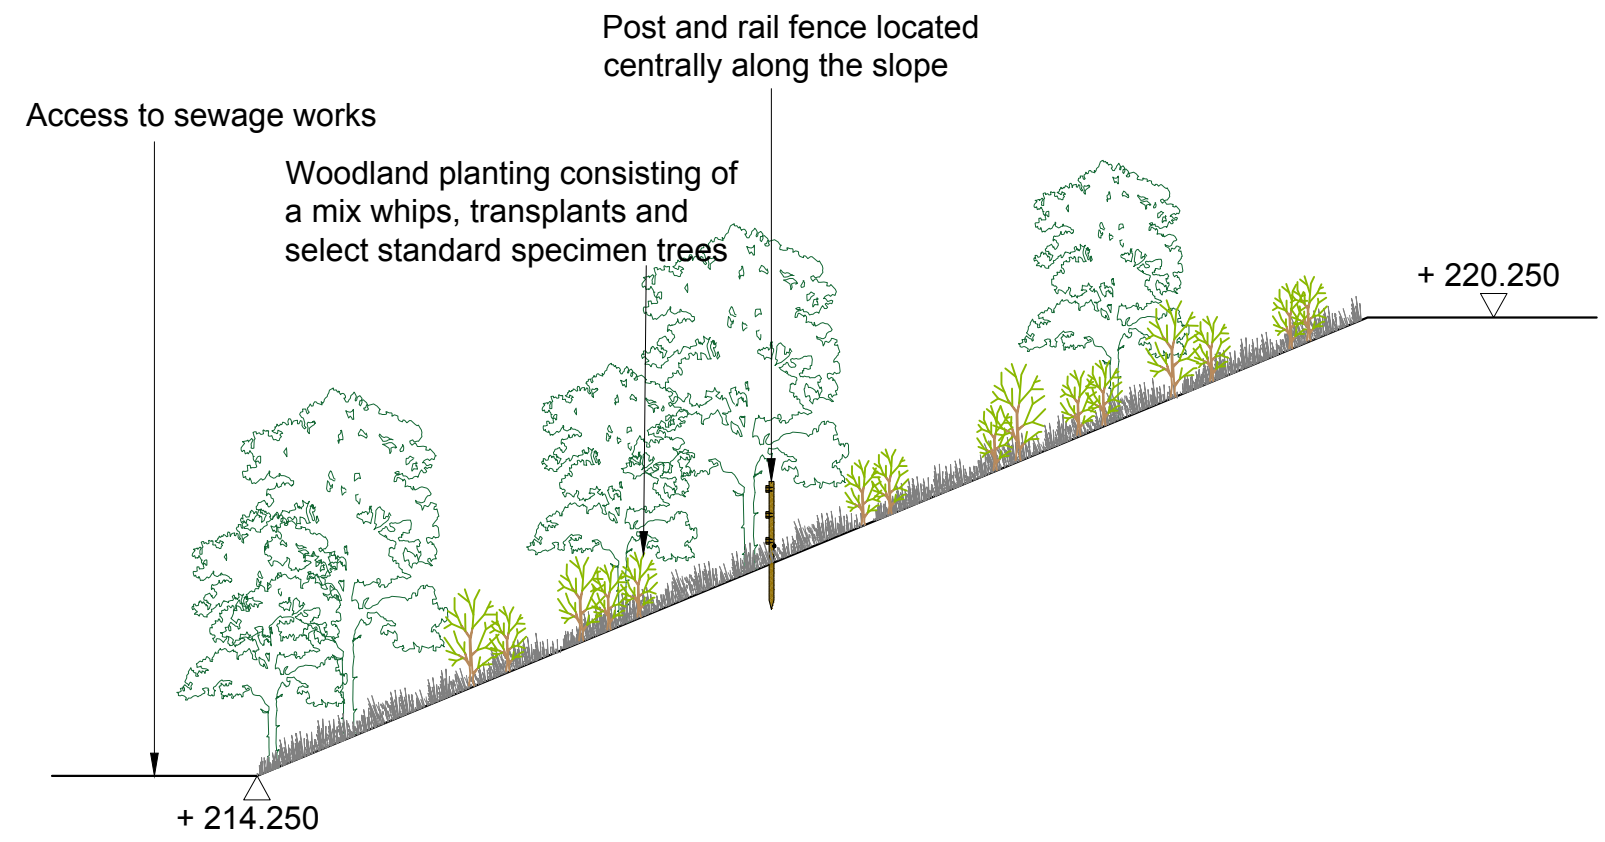 Post and rail fence located
centrally along the slope
Access to sewage works
Woodland planting consisting of
a mix whips, transplants and
select standard specimen trees
+ 220.250
+ 214.250